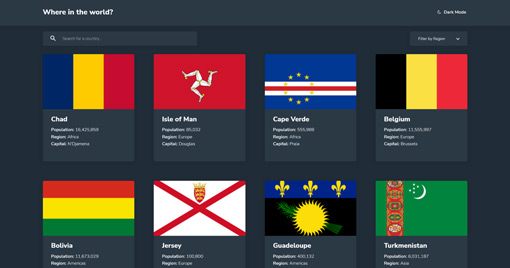 Where in the world?
Dark Mode
Search for a country..
Filter by Region
Chad
Population: 16,425,859
Region: Africa
Capital: N'Djamena
Isle of Man
Population: 85,032
Region: Europe
Capital: Douglas
Cape Verde
Population: 555,988
Region: Africa
Capital: Praia
Belgium
Population: 11,555,997
Region: Europe
Capital: Brussels
Bolivia
Population: 11,673,029
Region: Americas
Jersey
Population: 100,800
Region: Europe
Guadeloupe
Population: 400,132
Region: Americas
Turkmenistan
Population: 6,031,187
Region: Asia